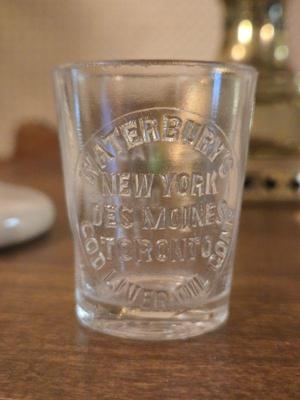 WATERBURY'S
NEW YORK
DES MOINES
TORONTO
COD LIVER OIL